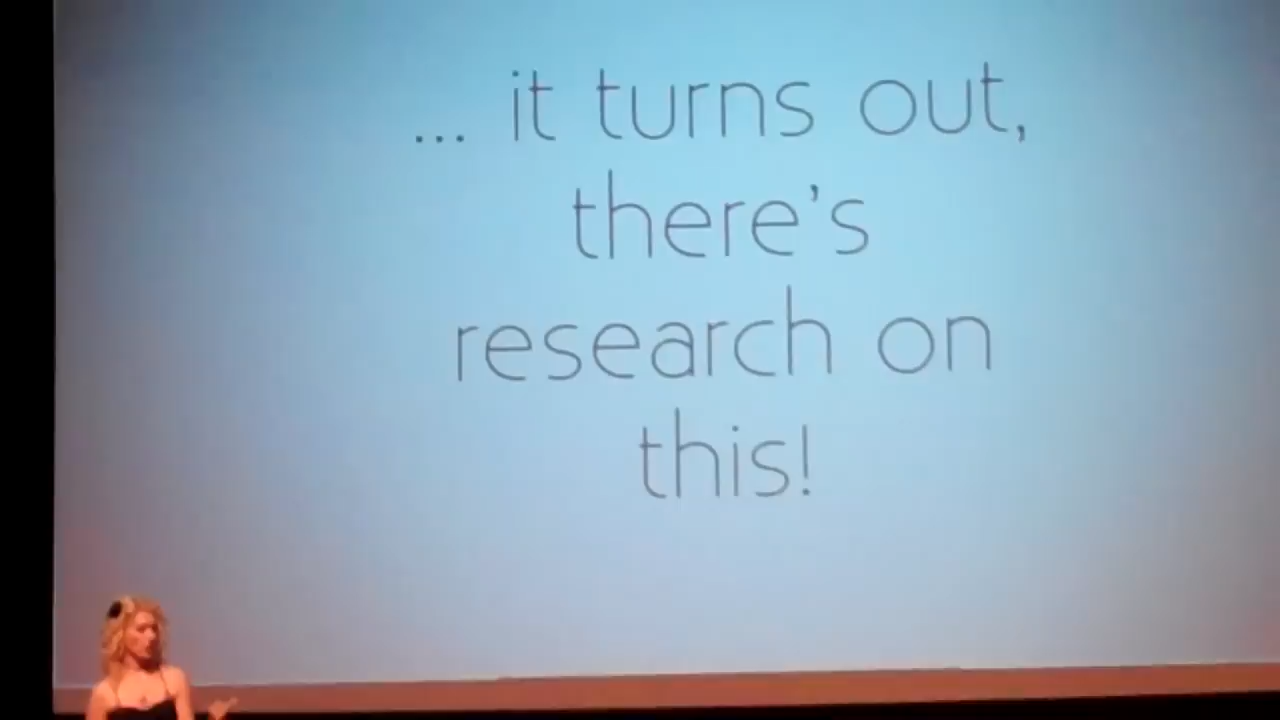 ... it turns out,
there's
research on
this!